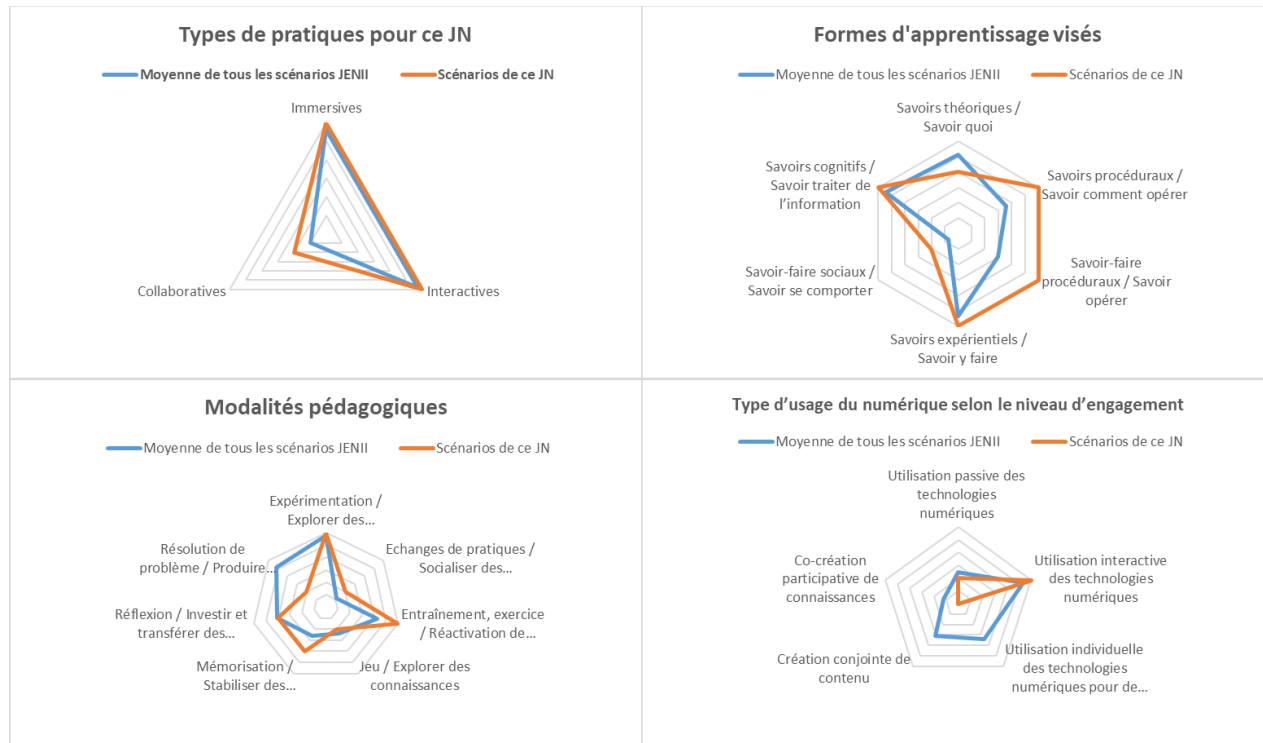 Types de pratiques pour ce JN
Moyenne de tous les scénarios JENII
Scénarios de ce JN
Immersives
Collaboratives
Interactives
Formes d'apprentissage visés
Moyenne de tous les scénarios JENII
Scénarios de ce JN
Savoirs théoriques /
Savoir quoi
Savoirs cognitifs /
Savoir traiter de
l’information
Savoirs procéduraux /
Savoir comment opérer
Savoir-faire sociaux /
Savoir se comporter
Savoir-faire
procéduraux / Savoir
opérer
Savoirs expérientiels /
Savoir y faire
Modalités pédagogiques
Moyenne de tous les scénarios JENII
Scénarios de ce JN
Expérimentation /
Explorer des...
Résolution de
problème / Produire...
Echanges de pratiques /
Socialiser des...
Réflexion / Investir et
transférer des...
Entraînement, exercice
/ Réactivation de...
Mémorisation /
Stabiliser des...
Jeu / Explorer des
connaissances
Type d’usage du numérique selon le niveau d’engagement
Moyenne de tous les scénarios JENII
Scénarios de ce JN
Utilisation passive des
technologies
numériques
Co-création
participative de
connaissances
Utilisation interactive
des technologies
numériques
Création conjointe de
contenu
Utilisation individuelle
des technologies
numériques pour de...